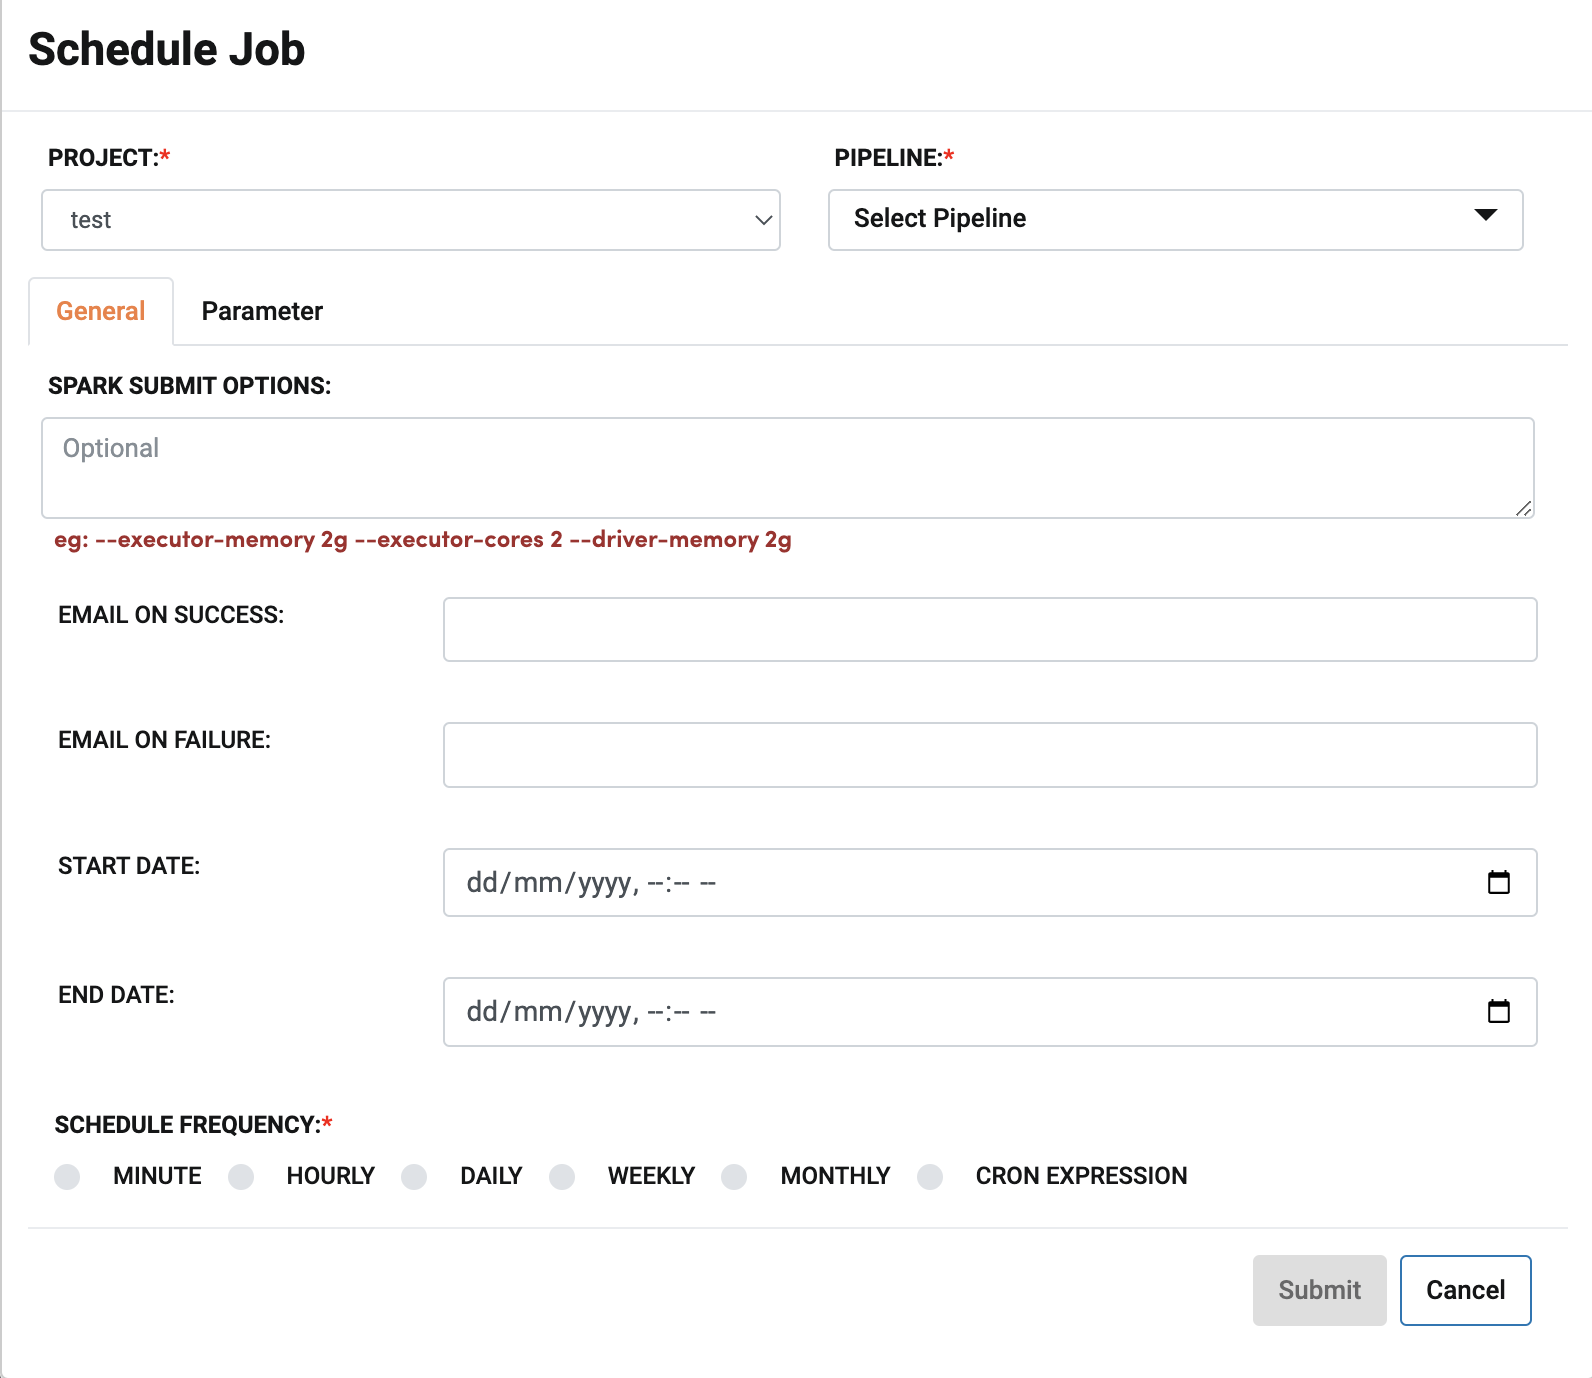 Schedule Job
PROJECT:*
PIPELINE:*
test
Select Pipeline
General
Parameter
SPARK SUBMIT OPTIONS:
Optional
eg: --executor-memory 2g --executor-cores 2 --driver-memory 2g
EMAIL ON SUCCESS:
EMAIL ON FAILURE:
START DATE:
dd/mm/yyyy, --:-- --
END DATE:
dd/mm/yyyy, --:-- --
SCHEDULE FREQUENCY:*
MINUTE HOURLY DAILY WEEKLY MONTHLY CRON EXPRESSION
Submit
Cancel